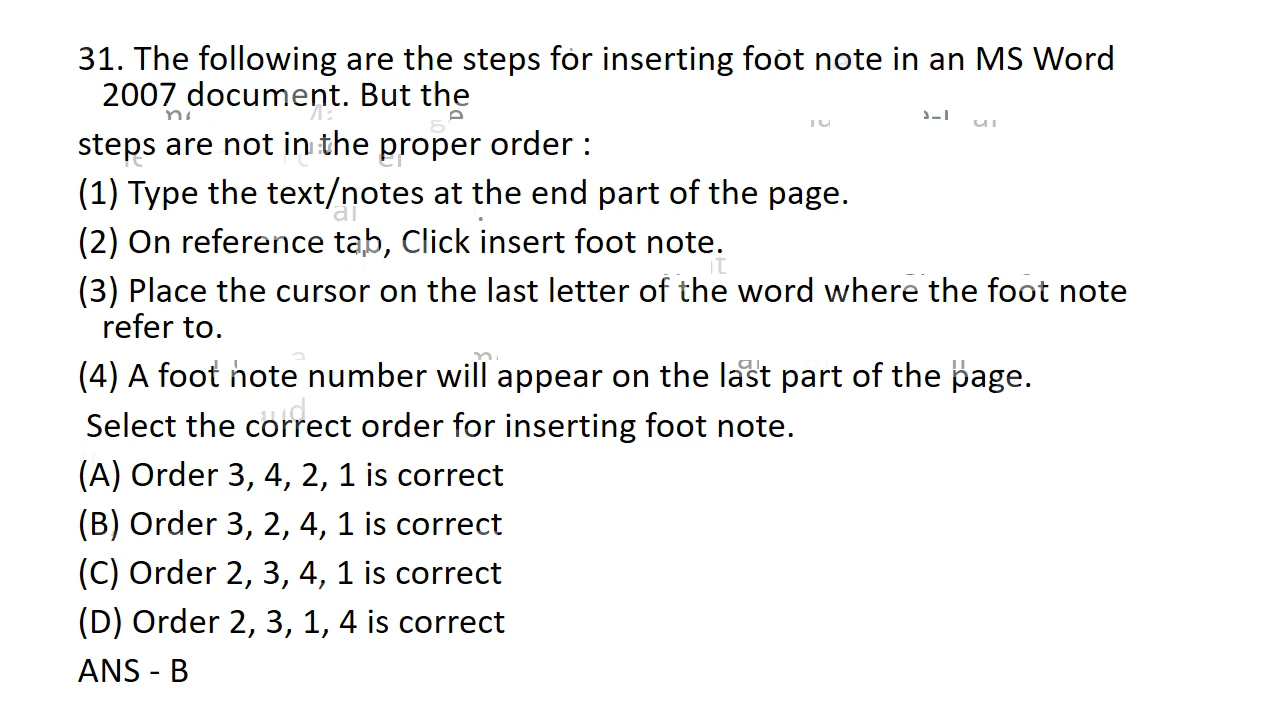 31. The following are the steps for inserting foot note in an MS Word
2007 document. But the
steps are not in the proper order :
(1) Type the text/notes at the end part of the page.
(2) On reference tab, Click insert foot note.
(3) Place the cursor on the last letter of the word where the foot note
refer to.
(4) A foot note number will appear on the last part of the page.
Select the correct order for inserting foot note.
(A) Order 3, 4, 2, 1 is correct
(B) Order 3, 2, 4, 1 is correct
(C) Order 2, 3, 4, 1 is correct
(D) Order 2, 3, 1, 4 is correct
ANS - B